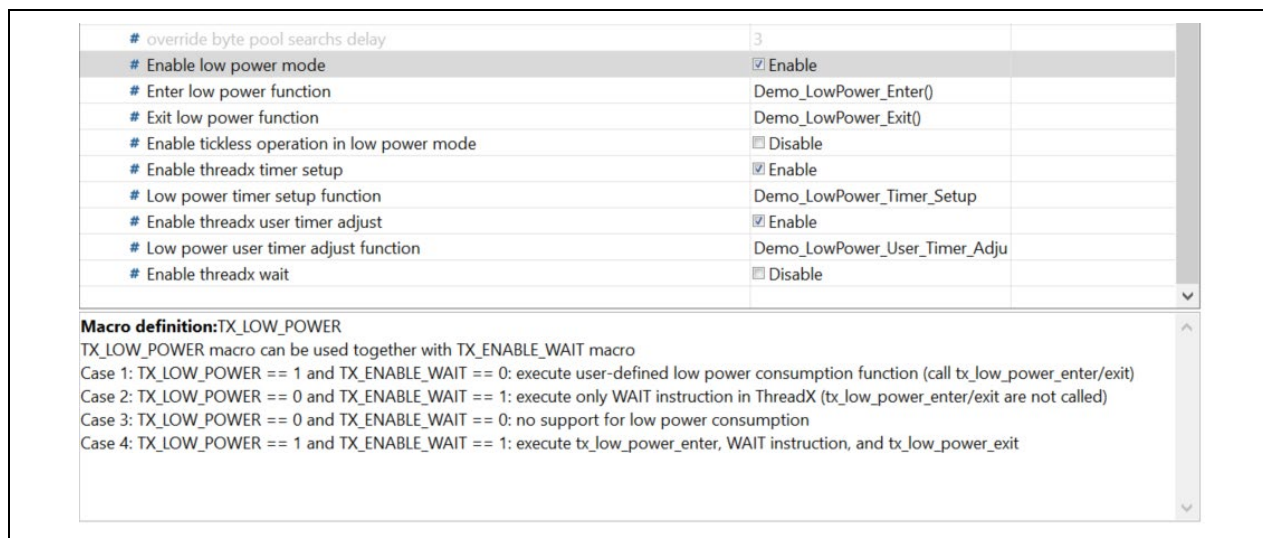 # override byte pool searchs delay 3
# Enable low power mode Enable
# Enter low power function Demo_LowPower_Enter()
# Exit low power function Demo_LowPower_Exit()
# Enable tickless operation in low power mode Disable
# Enable threadx timer setup Enable
# Low power timer setup function Demo_LowPower_Timer_Setup
# Enable threadx user timer adjust Enable
# Low power user timer adjust function Demo_LowPower_User_Timer_Adju
# Enable threadx wait Disable
Macro definition:TX_LOW_POWER
TX_LOW_POWER macro can be used together with TX_ENABLE_WAIT macro
Case 1: TX_LOW_POWER == 1 and TX_ENABLE_WAIT == 0: execute user-defined low power consumption function (call tx_low_power_enter/exit)
Case 2: TX_LOW_POWER == 0 and TX_ENABLE_WAIT == 1: execute only WAIT instruction in ThreadX (tx_low_power_enter/exit are not called)
Case 3: TX_LOW_POWER == 0 and TX_ENABLE_WAIT == 0: no support for low power consumption
Case 4: TX_LOW_POWER == 1 and TX_ENABLE_WAIT == 1: execute tx_low_power_enter, WAIT instruction, and tx_low_power_exit